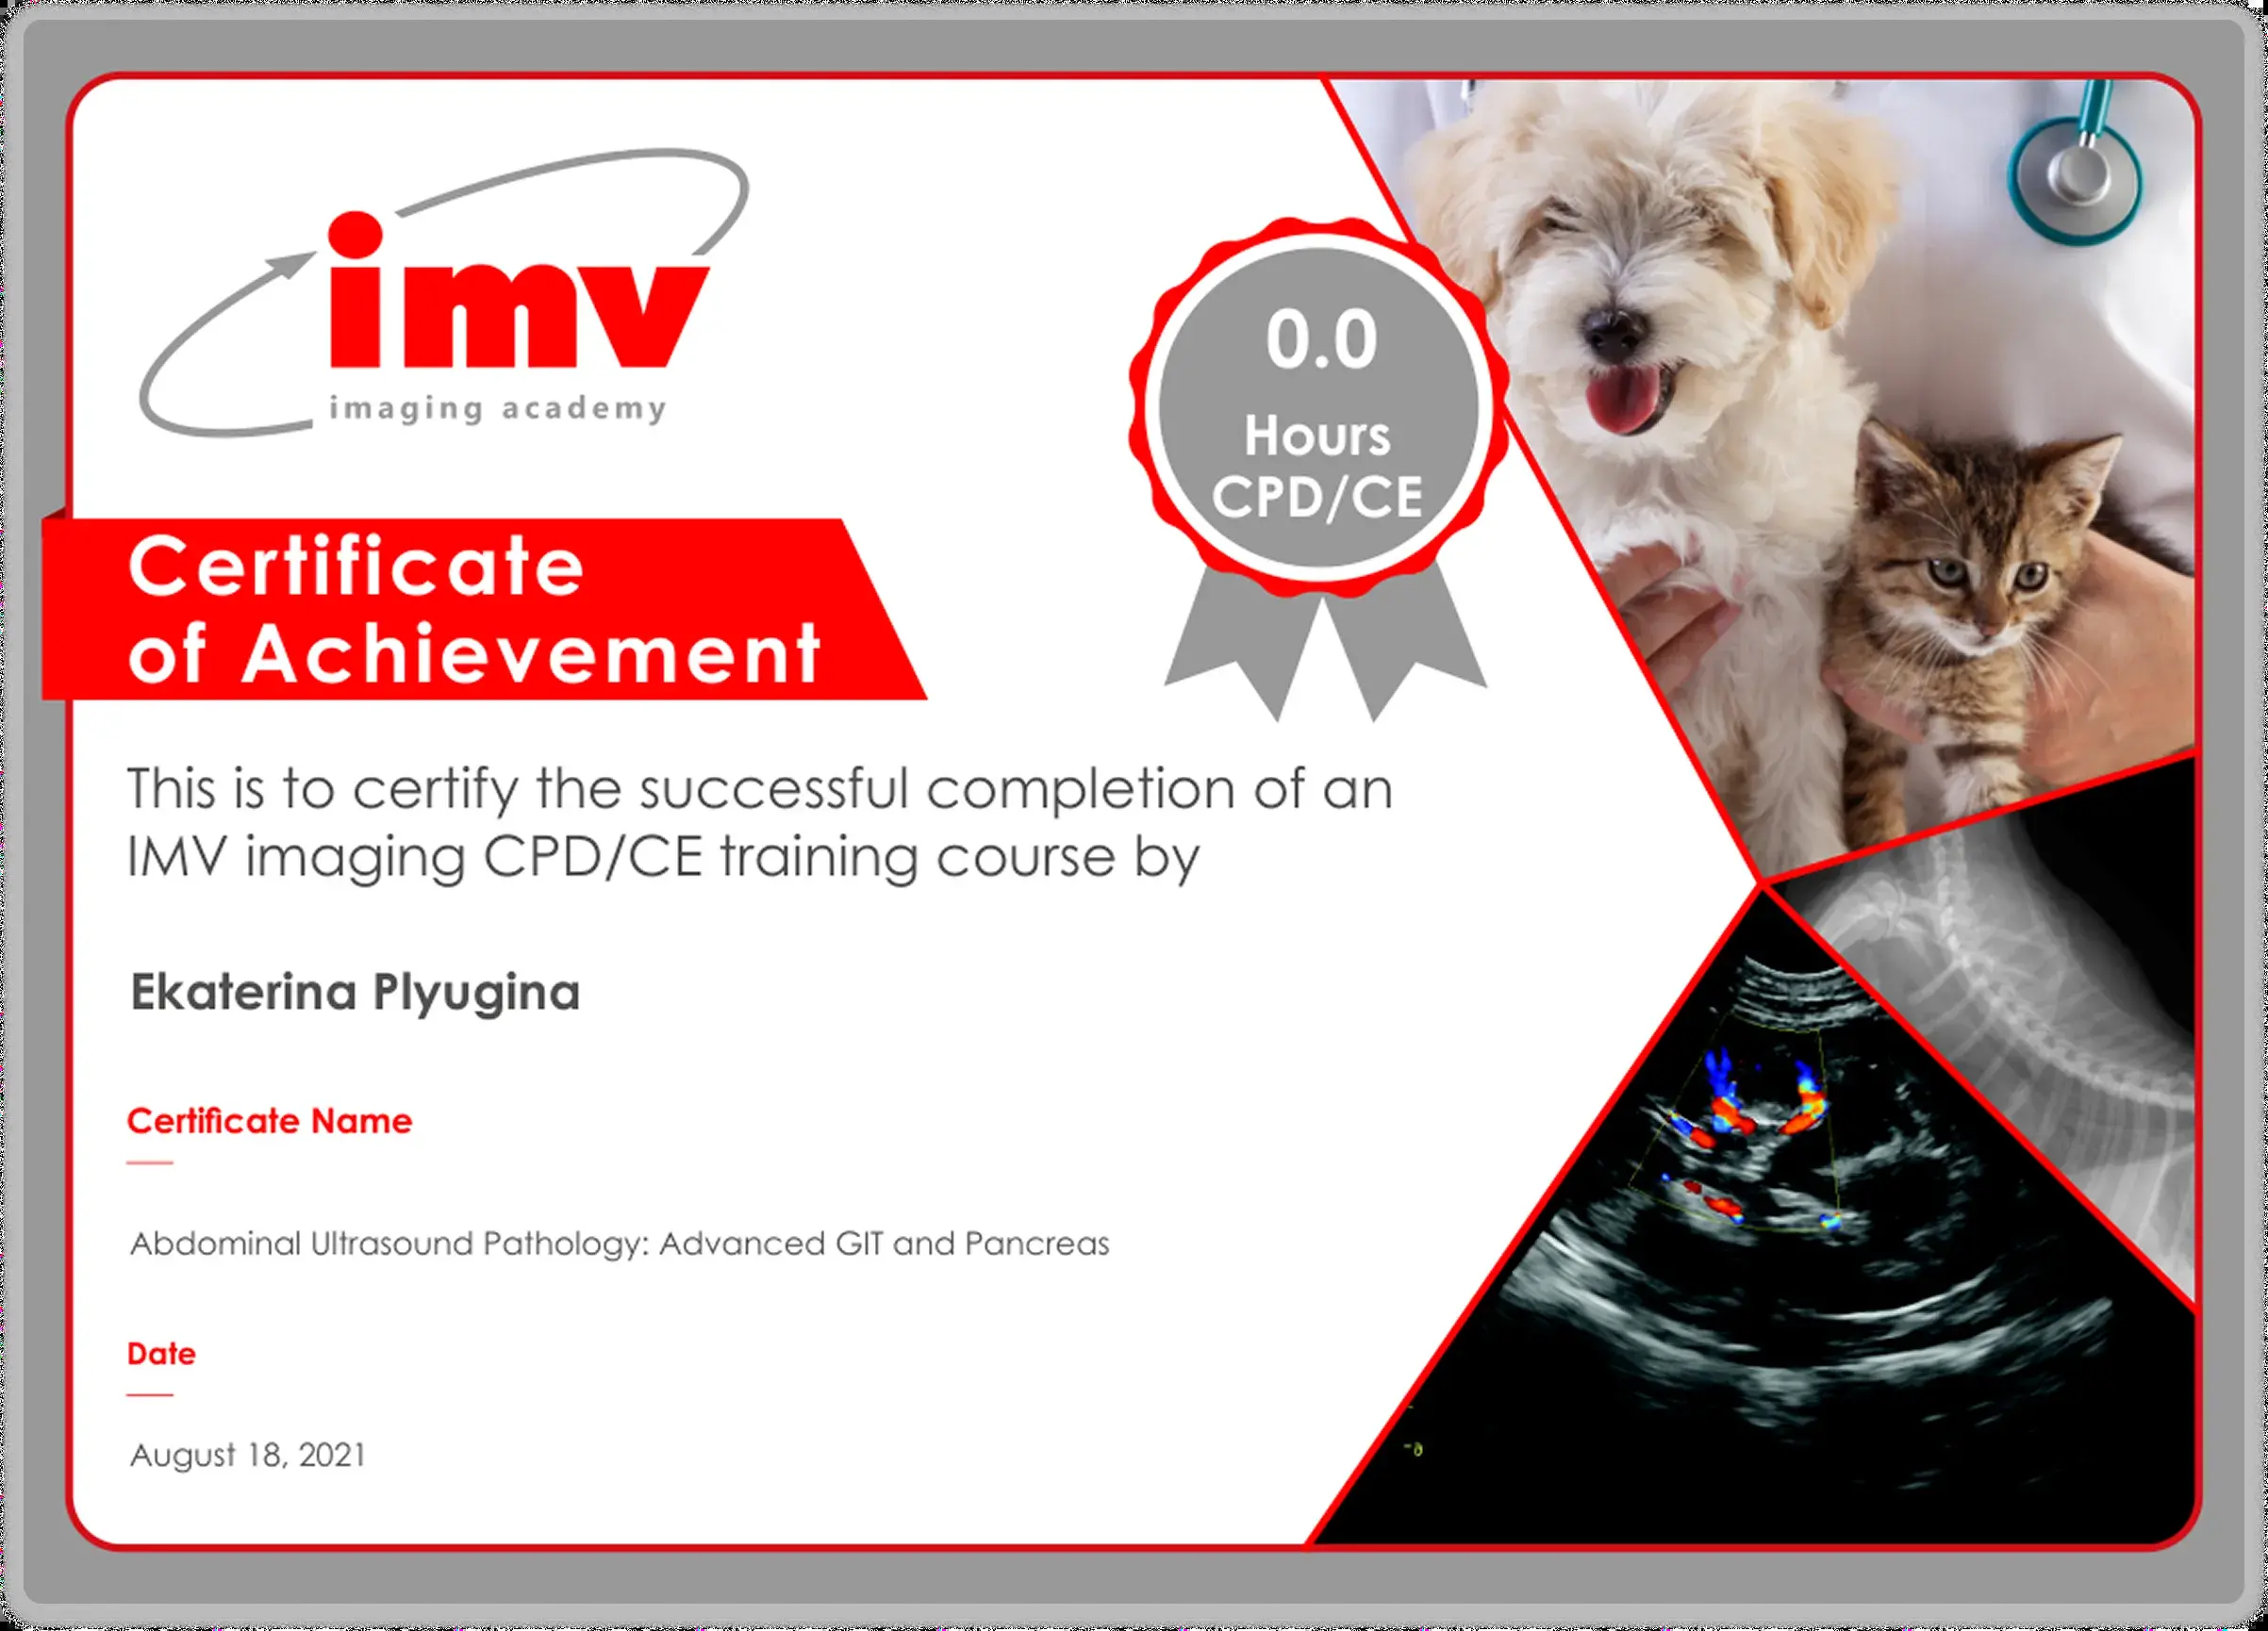 imv
imaging academy
0.0
Hours
CPD/CE
Certificate
of Achievement
This is to certify the successful completion of an
IMV imaging CPD/CE training course by
Ekaterina Plyugina
Certificate Name
Abdominal Ultrasound Pathology: Advanced GIT and Pancreas
Date
August 18, 2021